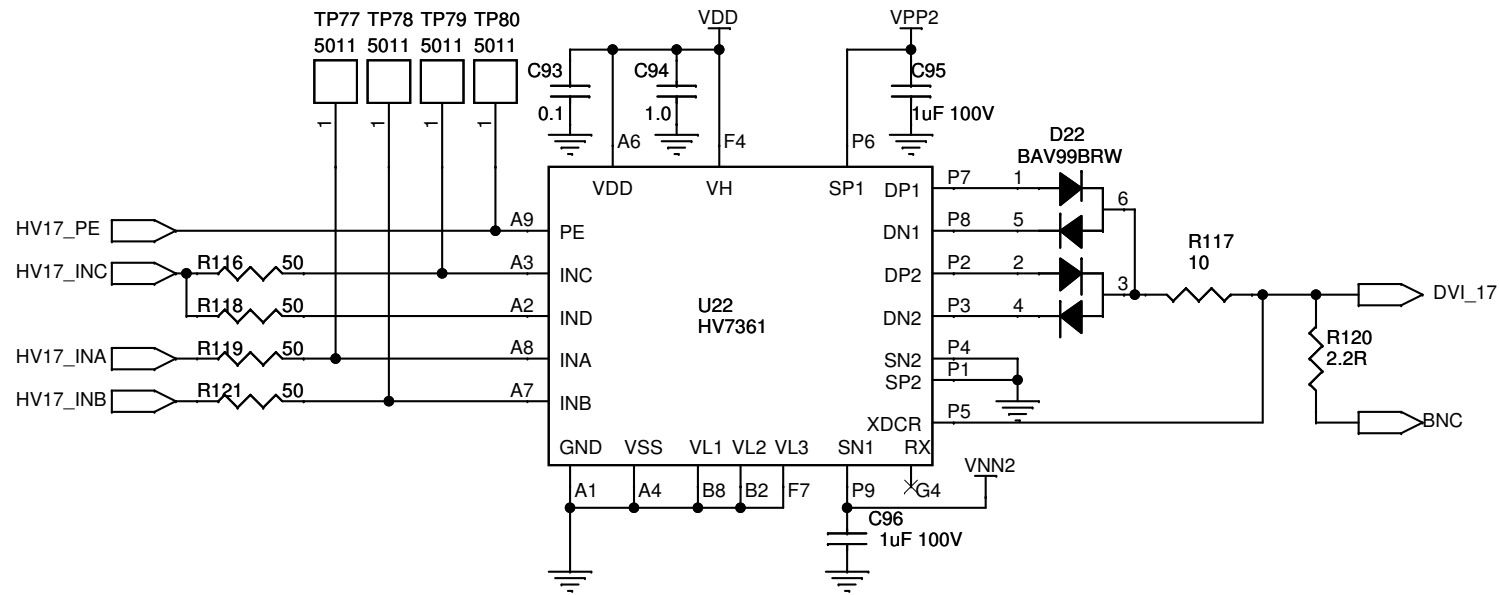 TP77 TP78 TP79 TP80
5011 5011 5011 5011
1 1 1 1
VDD
VPP2
C93
0.1
C94
1.0
C95
1uF 100V
A6
F4
P6
D22
BAV99BRW
VDD
VH
SP1
DP1
P7
1
6
HV17_PE
A9
PE
DN1
P8
5
HV17_INC
R116
50
A3
INC
DP2
P2
2
3
R117
10
DVI_17
R118
50
A2
IND
U22
HV7361
DN2
P3
4
HV17_INA
R119
50
A8
INA
SN2
P4
SP2
P1
R120
2.2R
HV17_INB
R121
50
A7
INB
XDCR
P5
BNC
GND
VSS
VL1
VL2
VL3
SN1
RX
VNN2
A1
A4
B8
B2
F7
P9
G4
C96
1uF 100V